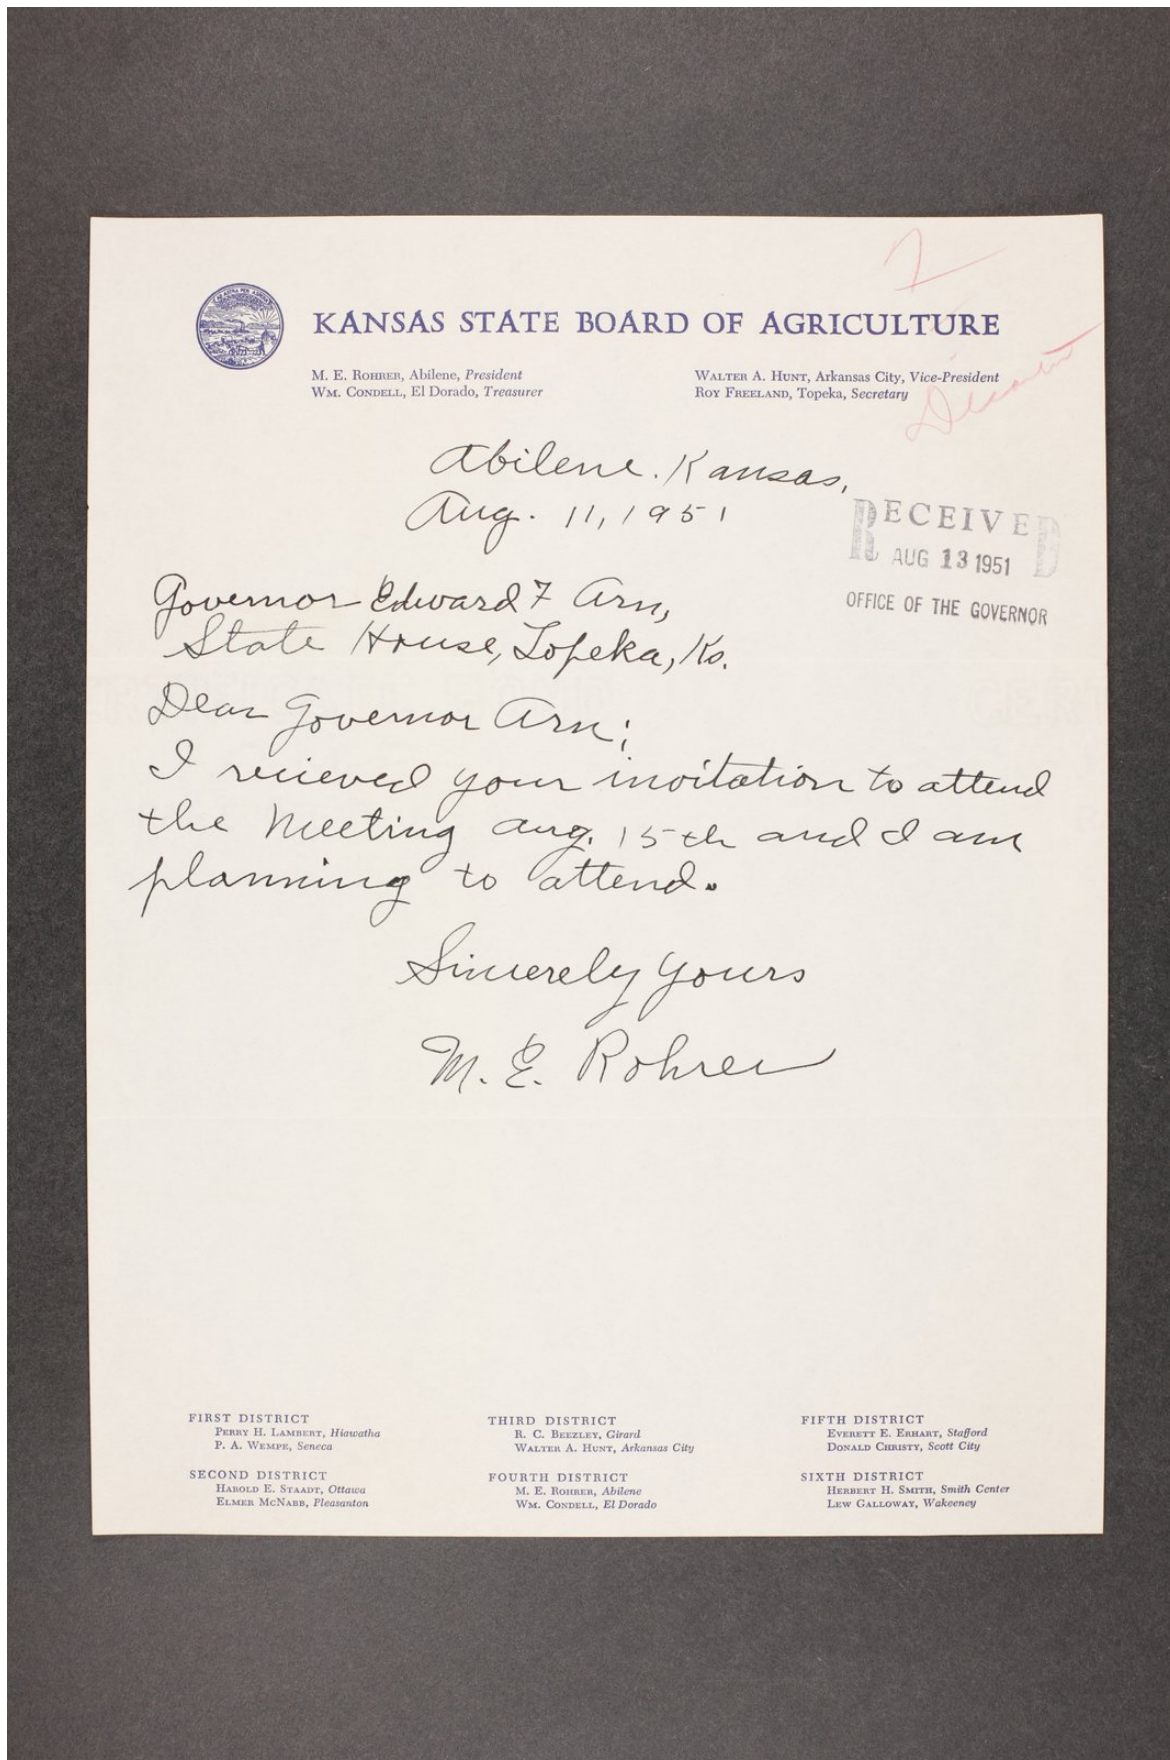 KANSAS STATE BOARD OF AGRICULTURE
M. E. ROHRER, Abilene, President
WM. CONDELL, El Dorado, Treasurer
WALTER A. HUNT, Arkansas City, Vice-President
ROY FREELAND, Topeka, Secretary
Abilene. Kansas,
Aug. 11, 1951
RECEIVED
AUG 13 1951
OFFICE OF THE GOVERNOR
Governor Edward F Arn,
State House, Topeka, Ks.
Dear Governor Arn;
I recieved your invitation to attend
the Meeting Aug. 15th and I am
planning to attend.
Sincerely Yours
M. E. Rohrer
FIRST DISTRICT
PERRY H. LAMBERT, Hiawatha
P. A. WEMPE, Seneca
SECOND DISTRICT
HAROLD E. STAADT, Ottawa
ELMER MCNABB, Pleasanton
THIRD DISTRICT
R. C. BEEZLEY, Girard
WALTER A. HUNT, Arkansas City
FOURTH DISTRICT
M. E. ROHRER, Abilene
WM. CONDELL, El Dorado
FIFTH DISTRICT
EVERETT E. ERHART, Stafford
DONALD CHRISTY, Scott City
SIXTH DISTRICT
HERBERT H. SMITH, Smith Center
LEW GALLOWAY, Wakeeney